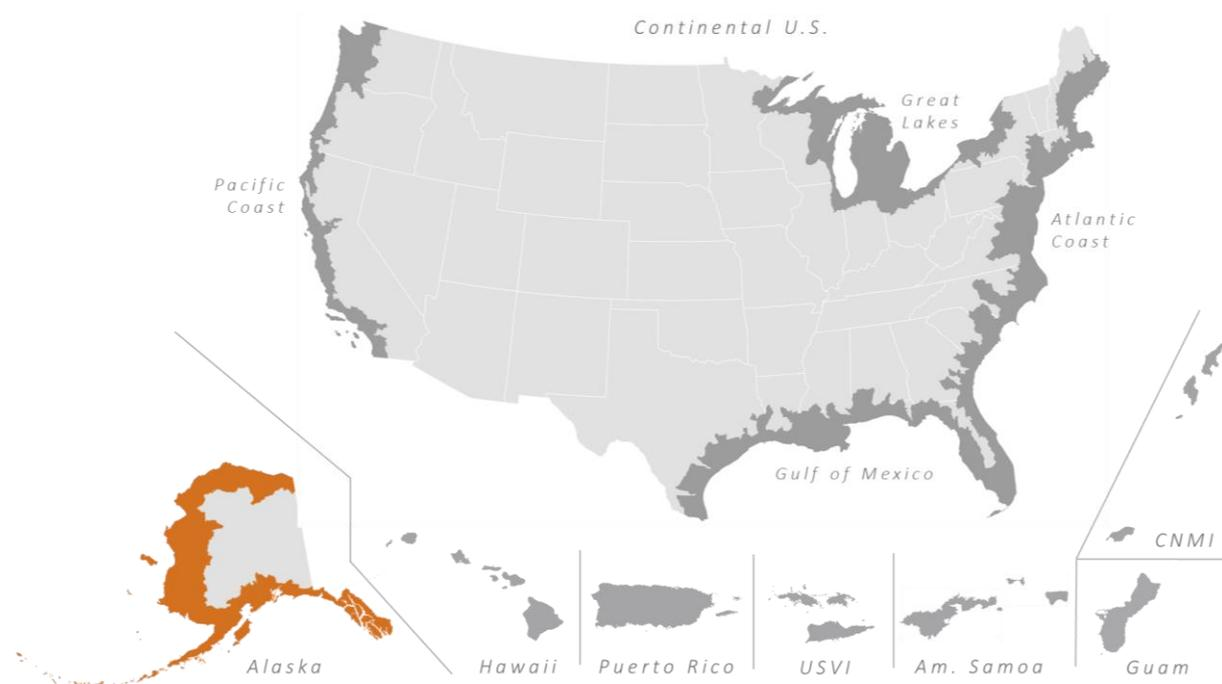 Continental U.S.
Great
Lakes
Pacific
Coast
Atlantic
Coast
Gulf of Mexico
CNMI
Alaska
Hawaii
Puerto Rico
USVI
Am. Samoa
Guam